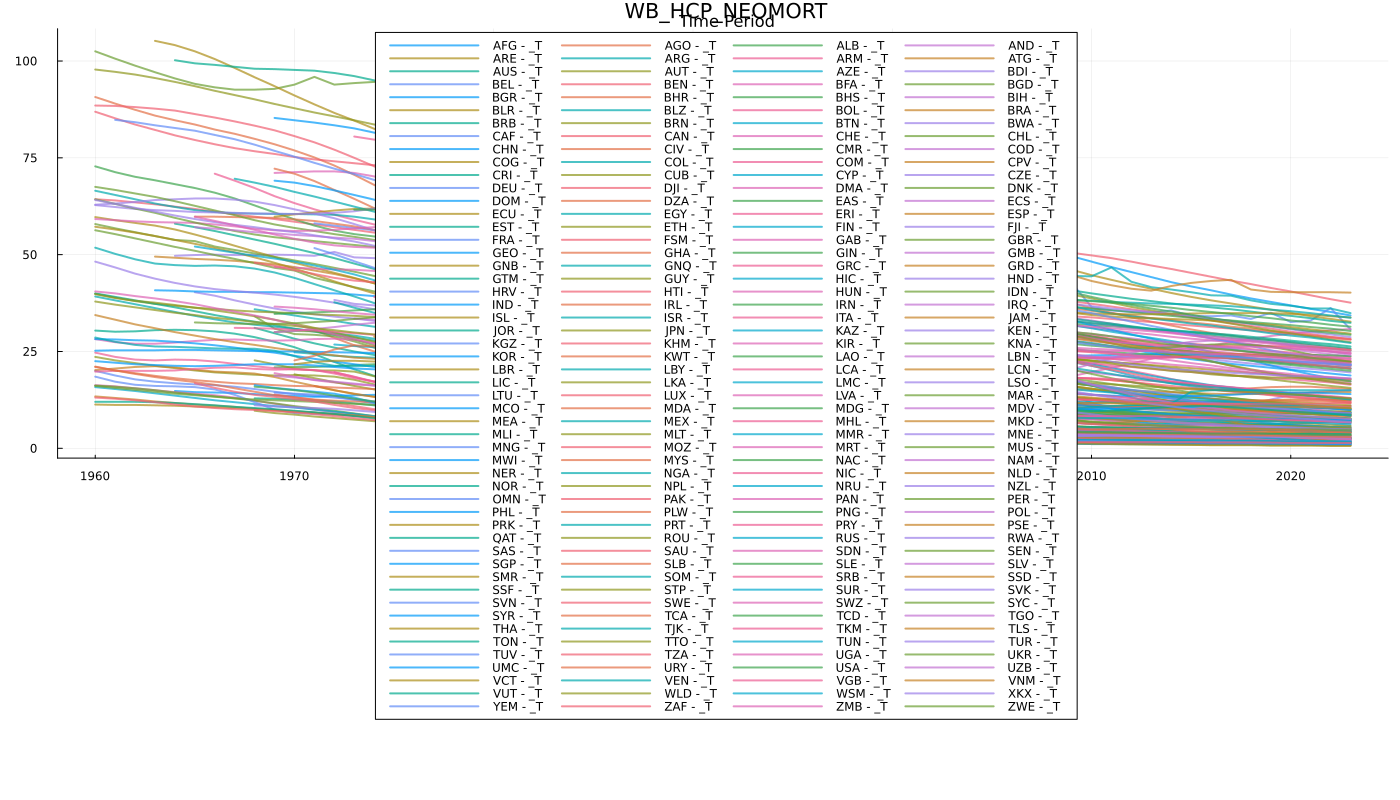 WB_HCP_NEOMORT
Time-Period
100
75
50
25
0
1960
1970
2010
2020
AFG - _T AGO - _T ALB - _T AND - _T
ARE - _T ARG - _T ARM - _T ATG - _T
AUS - _T AUT - _T AZE - _T BDI - _T
BEL - _T BEN - _T BFA - _T BGD - _T
BGR - _T BHR - _T BHS - _T BIH - _T
BLR - _T BLZ - _T BOL - _T BRA - _T
BRB - _T BRN - _T BTN - _T BWA - _T
CAF - _T CAN - _T CHE - _T CHL - _T
CHN - _T CIV - _T CMR - _T COD - _T
COG - _T COL - _T COM - _T CPV - _T
CRI - _T CUB - _T CYP - _T CZE - _T
DEU - _T DJI - _T DMA - _T DNK - _T
DOM - _T DZA - _T EAS - _T ECS - _T
ECU - _T EGY - _T ERI - _T ESP - _T
EST - _T ETH - _T FIN - _T FJI - _T
FRA - _T FSM - _T GAB - _T GBR - _T
GEO - _T GHA - _T GIN - _T GMB - _T
GNB - _T GNQ - _T GRC - _T GRD - _T
GTM - _T GUY - _T HIC - _T HND - _T
HRV - _T HTI - _T HUN - _T IDN - _T
IND - _T IRL - _T IRN - _T IRQ - _T
ISL - _T ISR - _T ITA - _T JAM - _T
JOR - _T JPN - _T KAZ - _T KEN - _T
KGZ - _T KHM - _T KIR - _T KNA - _T
KOR - _T KWT - _T LAO - _T LBN - _T
LBR - _T LBY - _T LCA - _T LCN - _T
LIC - _T LKA - _T LMC - _T LSO - _T
LTU - _T LUX - _T LVA - _T MAR - _T
MCO - _T MDA - _T MDG - _T MDV - _T
MEA - _T MEX - _T MHL - _T MKD - _T
MLI - _T MLT - _T MMR - _T MNE - _T
MNG - _T MOZ - _T MRT - _T MUS - _T
MWI - _T MYS - _T NAC - _T NAM - _T
NER - _T NGA - _T NIC - _T NLD - _T
NOR - _T NPL - _T NRU - _T NZL - _T
OMN - _T PAK - _T PAN - _T PER - _T
PHL - _T PLW - _T PNG - _T POL - _T
PRK - _T PRT - _T PRY - _T PSE - _T
QAT - _T ROU - _T RUS - _T RWA - _T
SAS - _T SAU - _T SDN - _T SEN - _T
SGP - _T SLB - _T SLE - _T SLV - _T
SMR - _T SOM - _T SRB - _T SSD - _T
SSF - _T STP - _T SUR - _T SVK - _T
SVN - _T SWE - _T SWZ - _T SYC - _T
SYR - _T TCA - _T TCD - _T TGO - _T
THA - _T TJK - _T TKM - _T TLS - _T
TON - _T TTO - _T TUN - _T TUR - _T
TUV - _T TZA - _T UGA - _T UKR - _T
UMC - _T URY - _T USA - _T UZB - _T
VCT - _T VEN - _T VGB - _T VNM - _T
VUT - _T WLD - _T WSM - _T XKX - _T
YEM - _T ZAF - _T ZMB - _T ZWE - _T